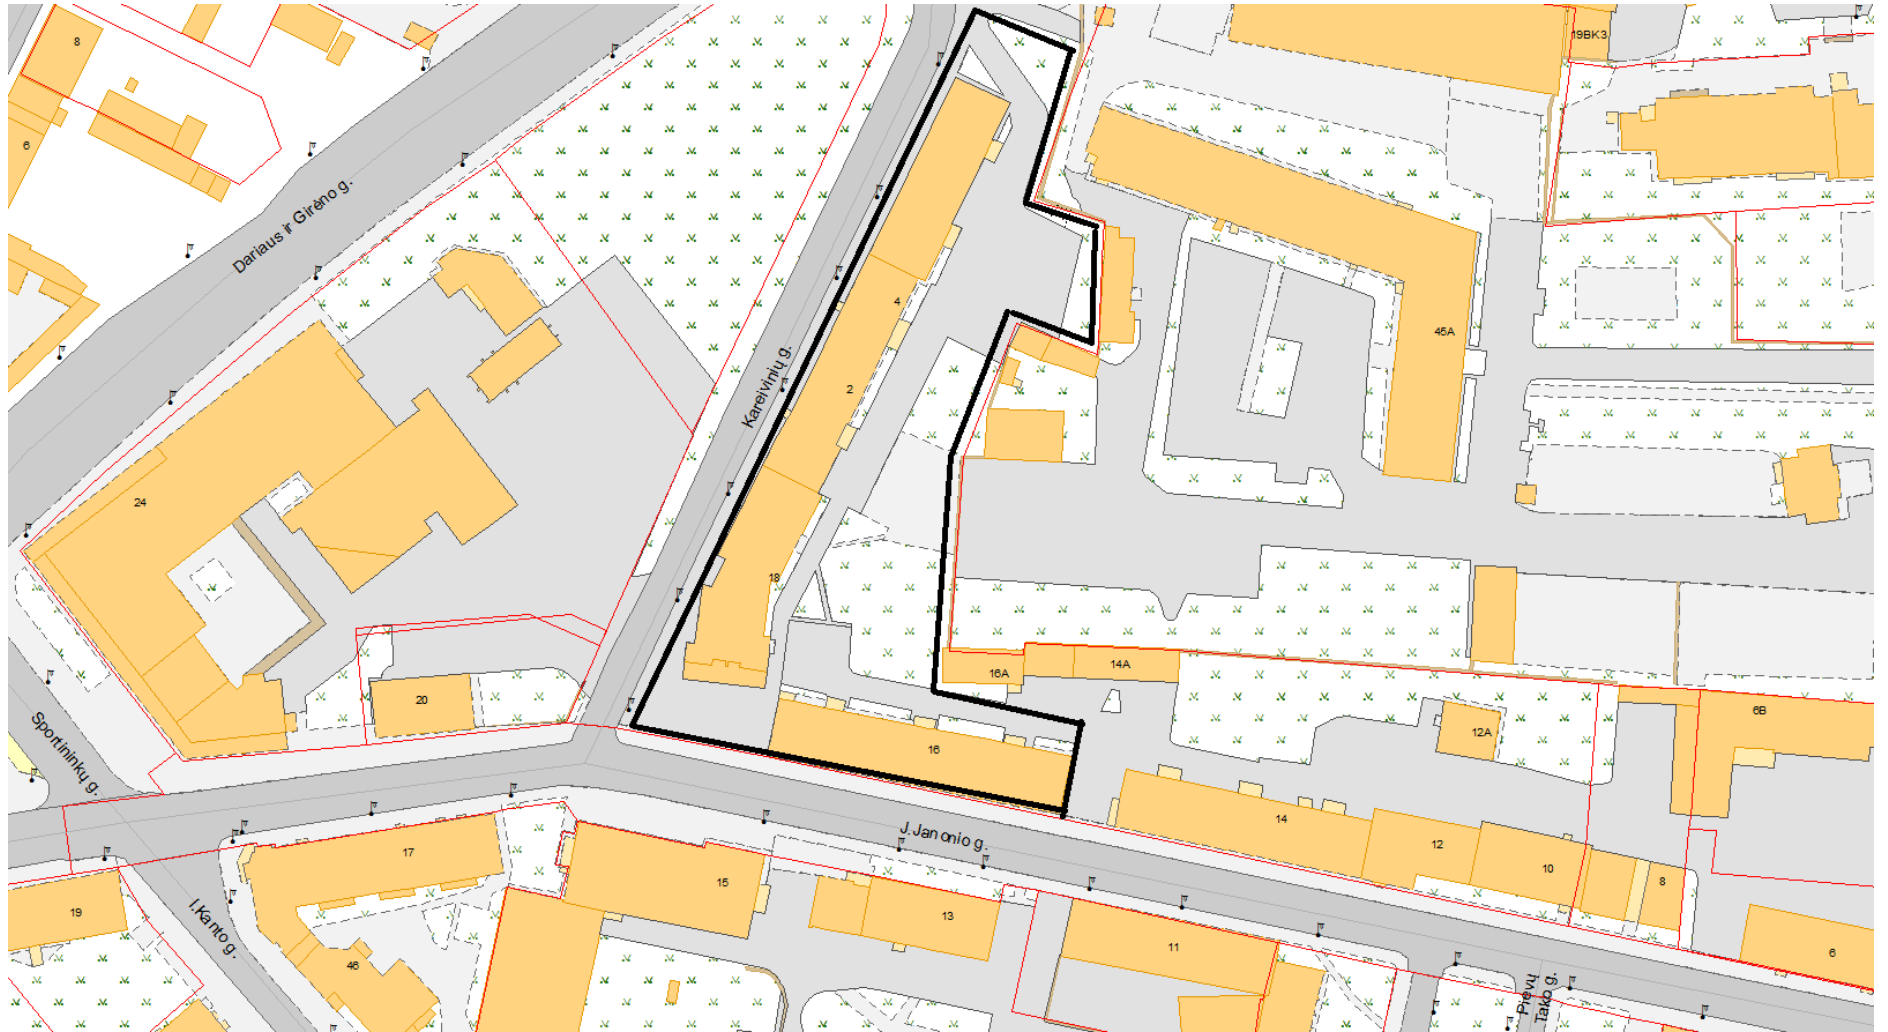 8
19BK3
6
Dariaus ir Girėno g.
4
45A
Kareivinių g.
2
24
18
16A
14A
20
6B
Sportininkų g.
16
12A
14
J.Janonio g.
12
17
10
8
15
19
13
I.Kanto g.
11
6
46
Pievų
Tako g.